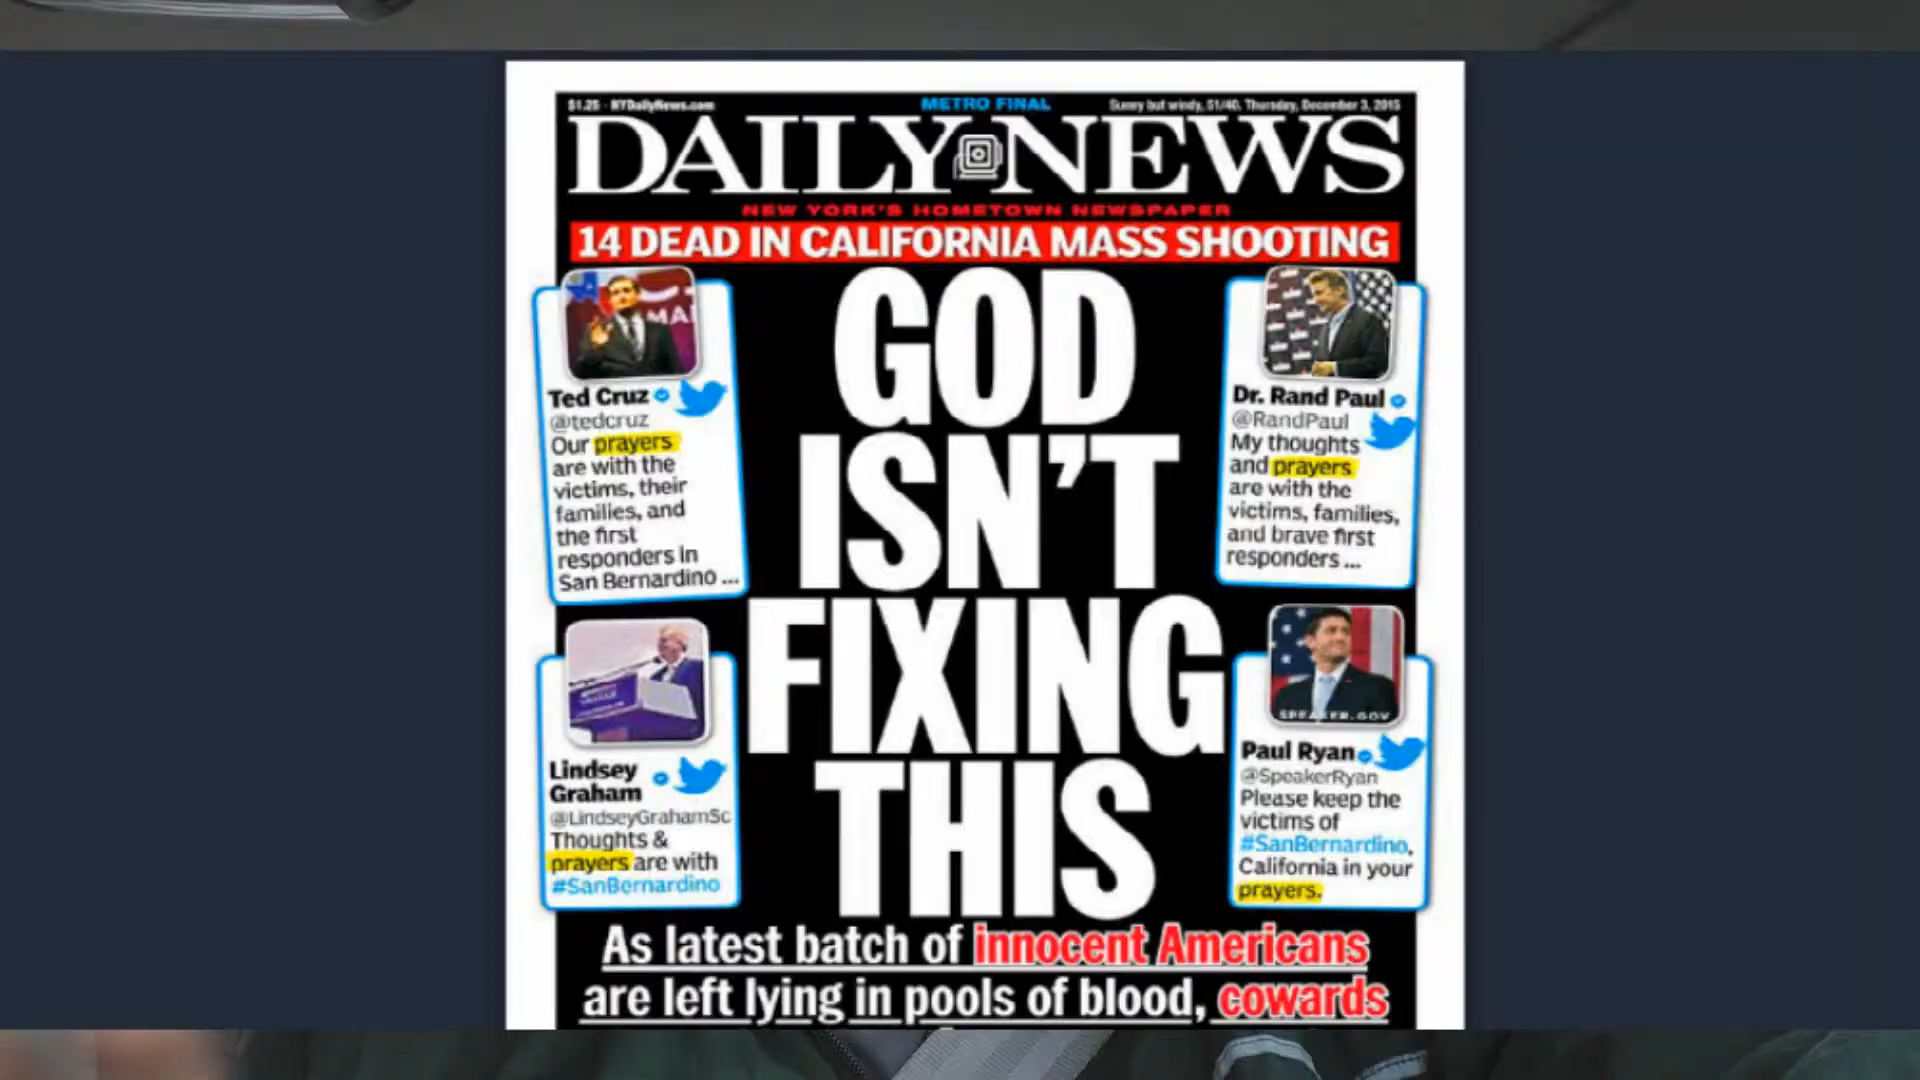 $1.25 · NYDailyNews.com
METRO FINAL
Sunny but windy, 51/40. Thursday, December 3, 2015
DAILY NEWS
NEW YORK'S HOMETOWN NEWSPAPER
14 DEAD IN CALIFORNIA MASS SHOOTING
GOD
ISN'T
FIXING
THIS
Ted Cruz
@tedcruz
Our prayers
are with the
victims, their
families, and
the first
responders in
San Bernardino ...
Dr. Rand Paul
@RandPaul
My thoughts
and prayers
are with the
victims, families,
and brave first
responders ...
Lindsey
Graham
@LindseyGrahamSc
Thoughts &
prayers are with
#SanBernardino
SPEAKER.GOV
Paul Ryan
@SpeakerRyan
Please keep the
victims of
#SanBernardino,
California in your
prayers.
As latest batch of innocent Americans
are left lying in pools of blood, cowards